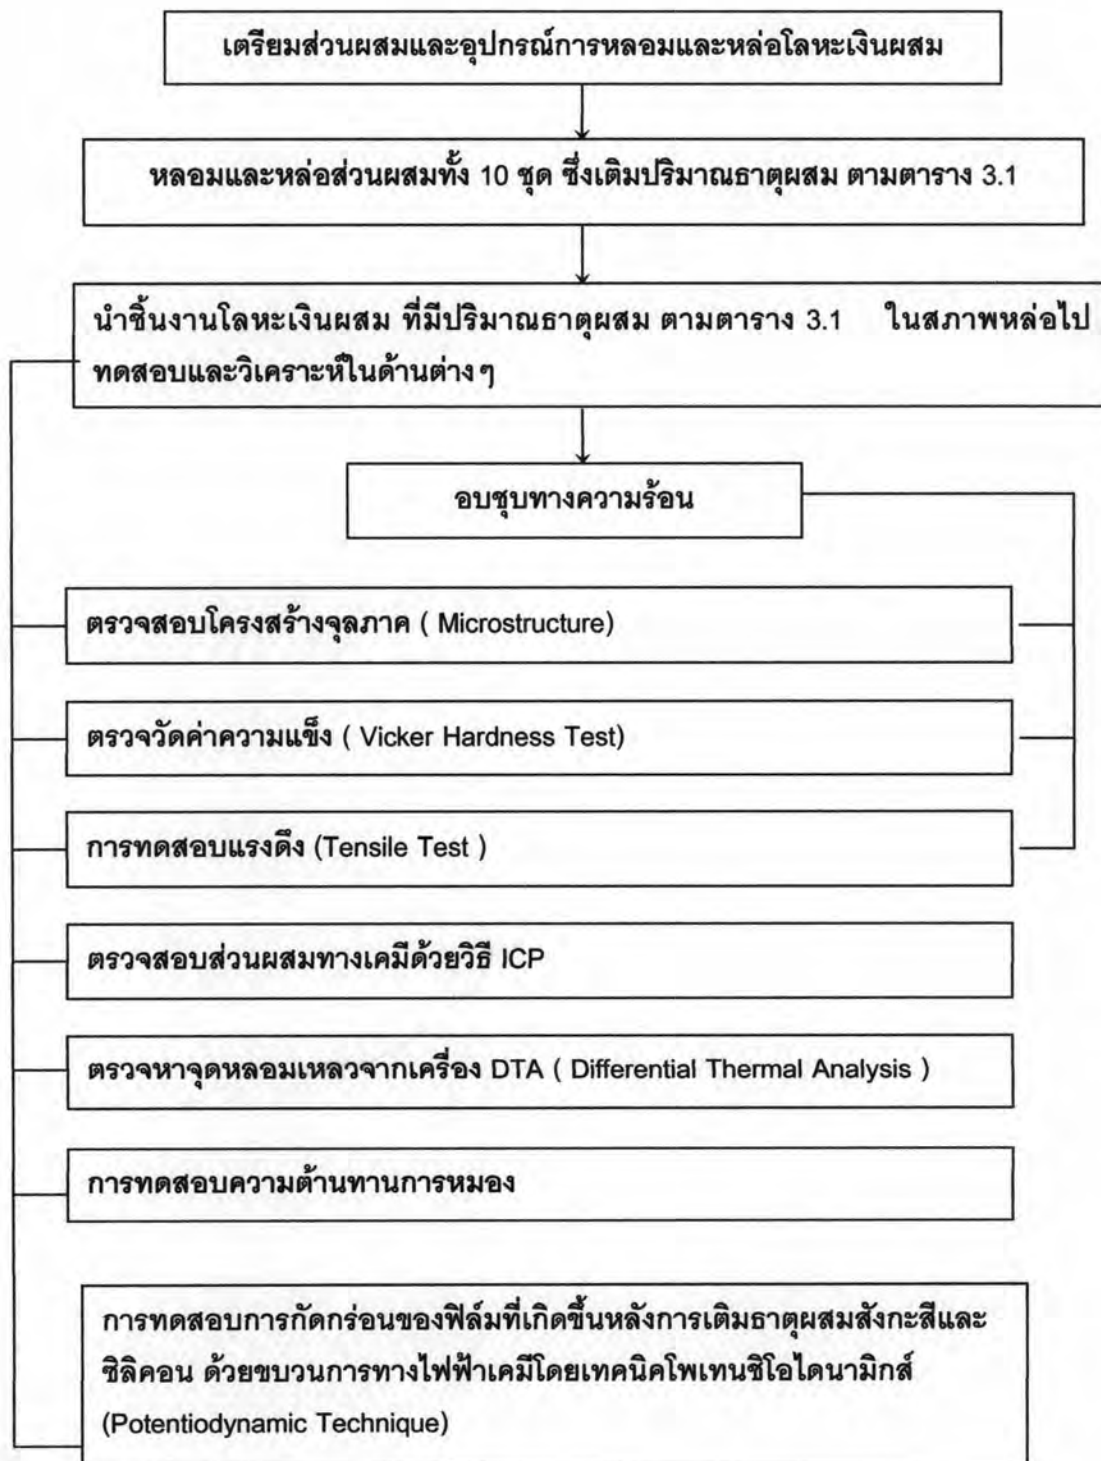 เตรียมส่วนผสมและอุปกรณ์การหลอมและหล่อโลหะเงินผสม
หลอมและหล่อส่วนผสมทั้ง 10 ชุด ซึ่งเติมปริมาณธาตุผสม ตามตาราง 3.1
นำชิ้นงานโลหะเงินผสม ที่มีปริมาณธาตุผสม ตามตาราง 3.1 ในสภาพหล่อไป
ทดสอบและวิเคราะห์ในด้านต่างๆ
อบชุบทางความร้อน
ตรวจสอบโครงสร้างจุลภาค ( Microstructure)
ตรวจวัดค่าความแข็ง ( Vicker Hardness Test)
การทดสอบแรงดึง (Tensile Test )
ตรวจสอบส่วนผสมทางเคมีด้วยวิธี ICP
ตรวจหาจุดหลอมเหลวจากเครื่อง DTA ( Differential Thermal Analysis )
การทดสอบความต้านทานการหมอง
การทดสอบการกัดกร่อนของฟิล์มที่เกิดขึ้นหลังการเติมธาตุผสมสังกะสีและ
ซิลิคอน ด้วยขบวนการทางไฟฟ้าเคมีโดยเทคนิคโพเทนชิโอไดนามิกส์
(Potentiodynamic Technique)